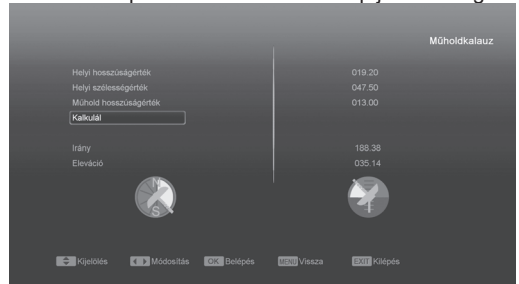 Műholdkalauz
Helyi hosszúságérték 019.20
Helyi szélességérték 047.50
Műhold hosszúságérték 013.00
Kalkulál
Irány 188.38
Eleváció 035.14
M
S
Kijelölés Módosítás OK Belépés MENU Vissza EXIT Kilépés